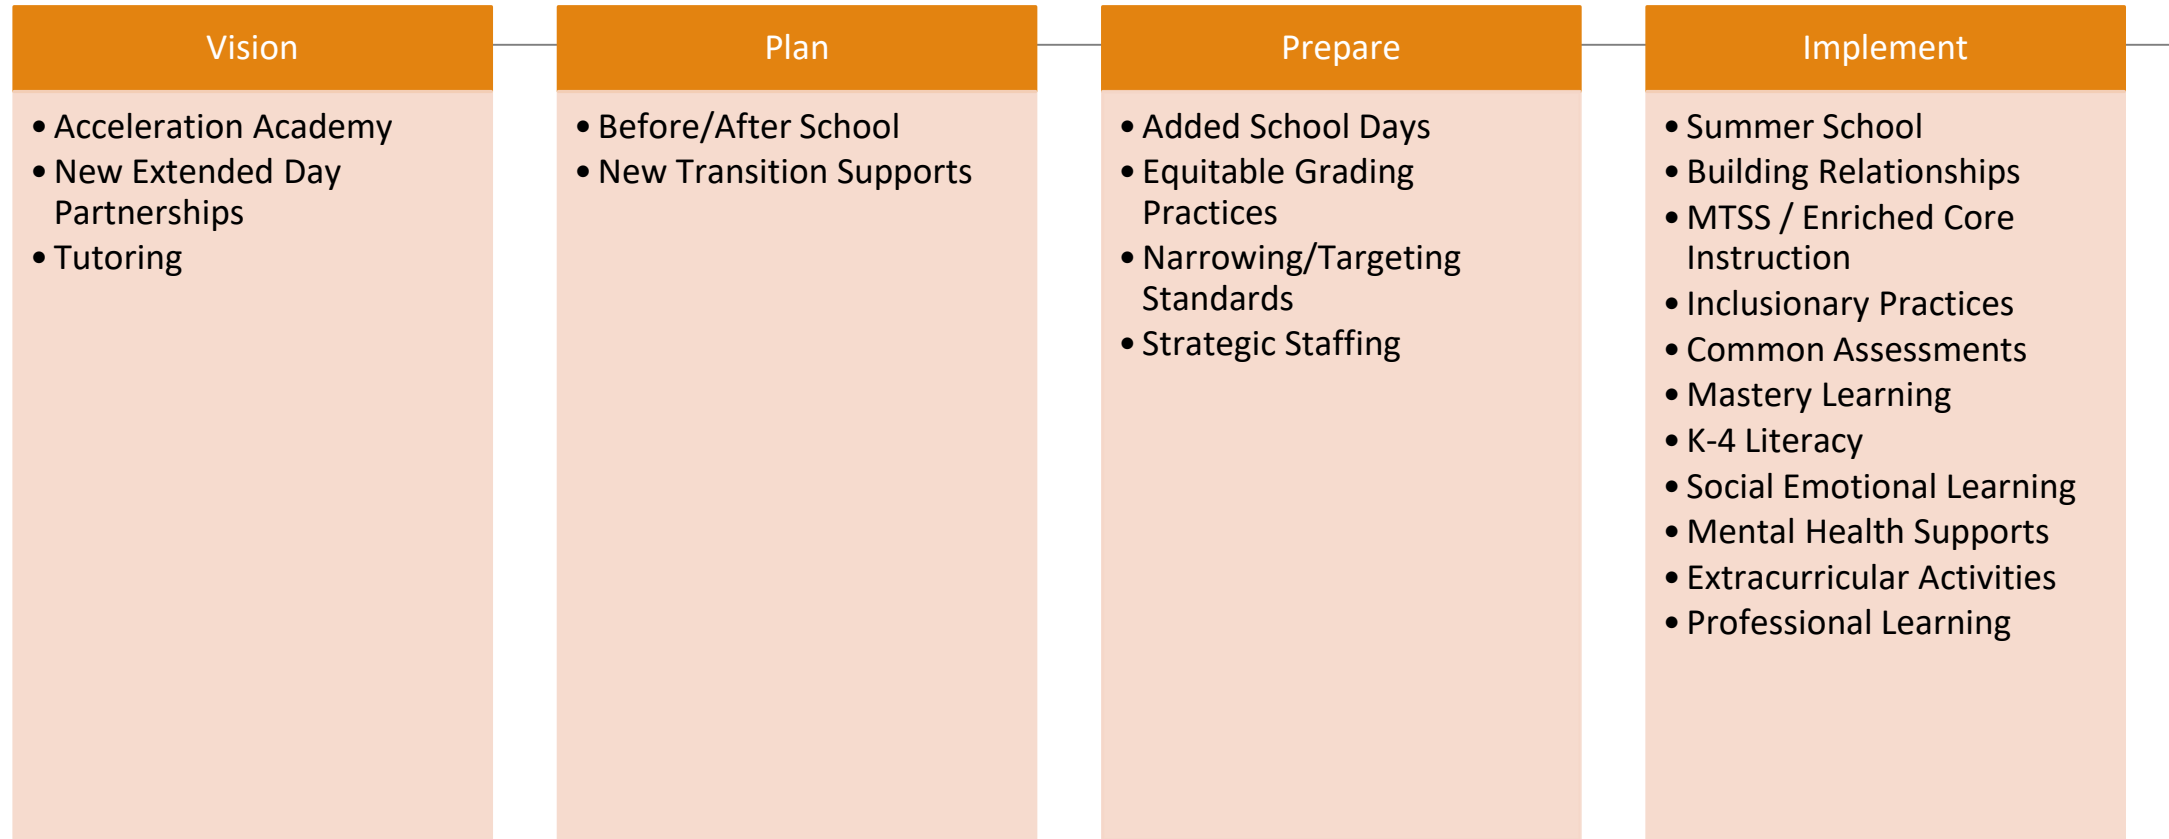 Vision
• Acceleration Academy
• New Extended Day
Partnerships
• Tutoring
Plan
• Before/After School
• New Transition Supports
Prepare
• Added School Days
• Equitable Grading
Practices
• Narrowing/Targeting
Standards
• Strategic Staffing
Implement
• Summer School
• Building Relationships
• MTSS / Enriched Core
Instruction
• Inclusionary Practices
• Common Assessments
• Mastery Learning
• K-4 Literacy
• Social Emotional Learning
• Mental Health Supports
• Extracurricular Activities
• Professional Learning